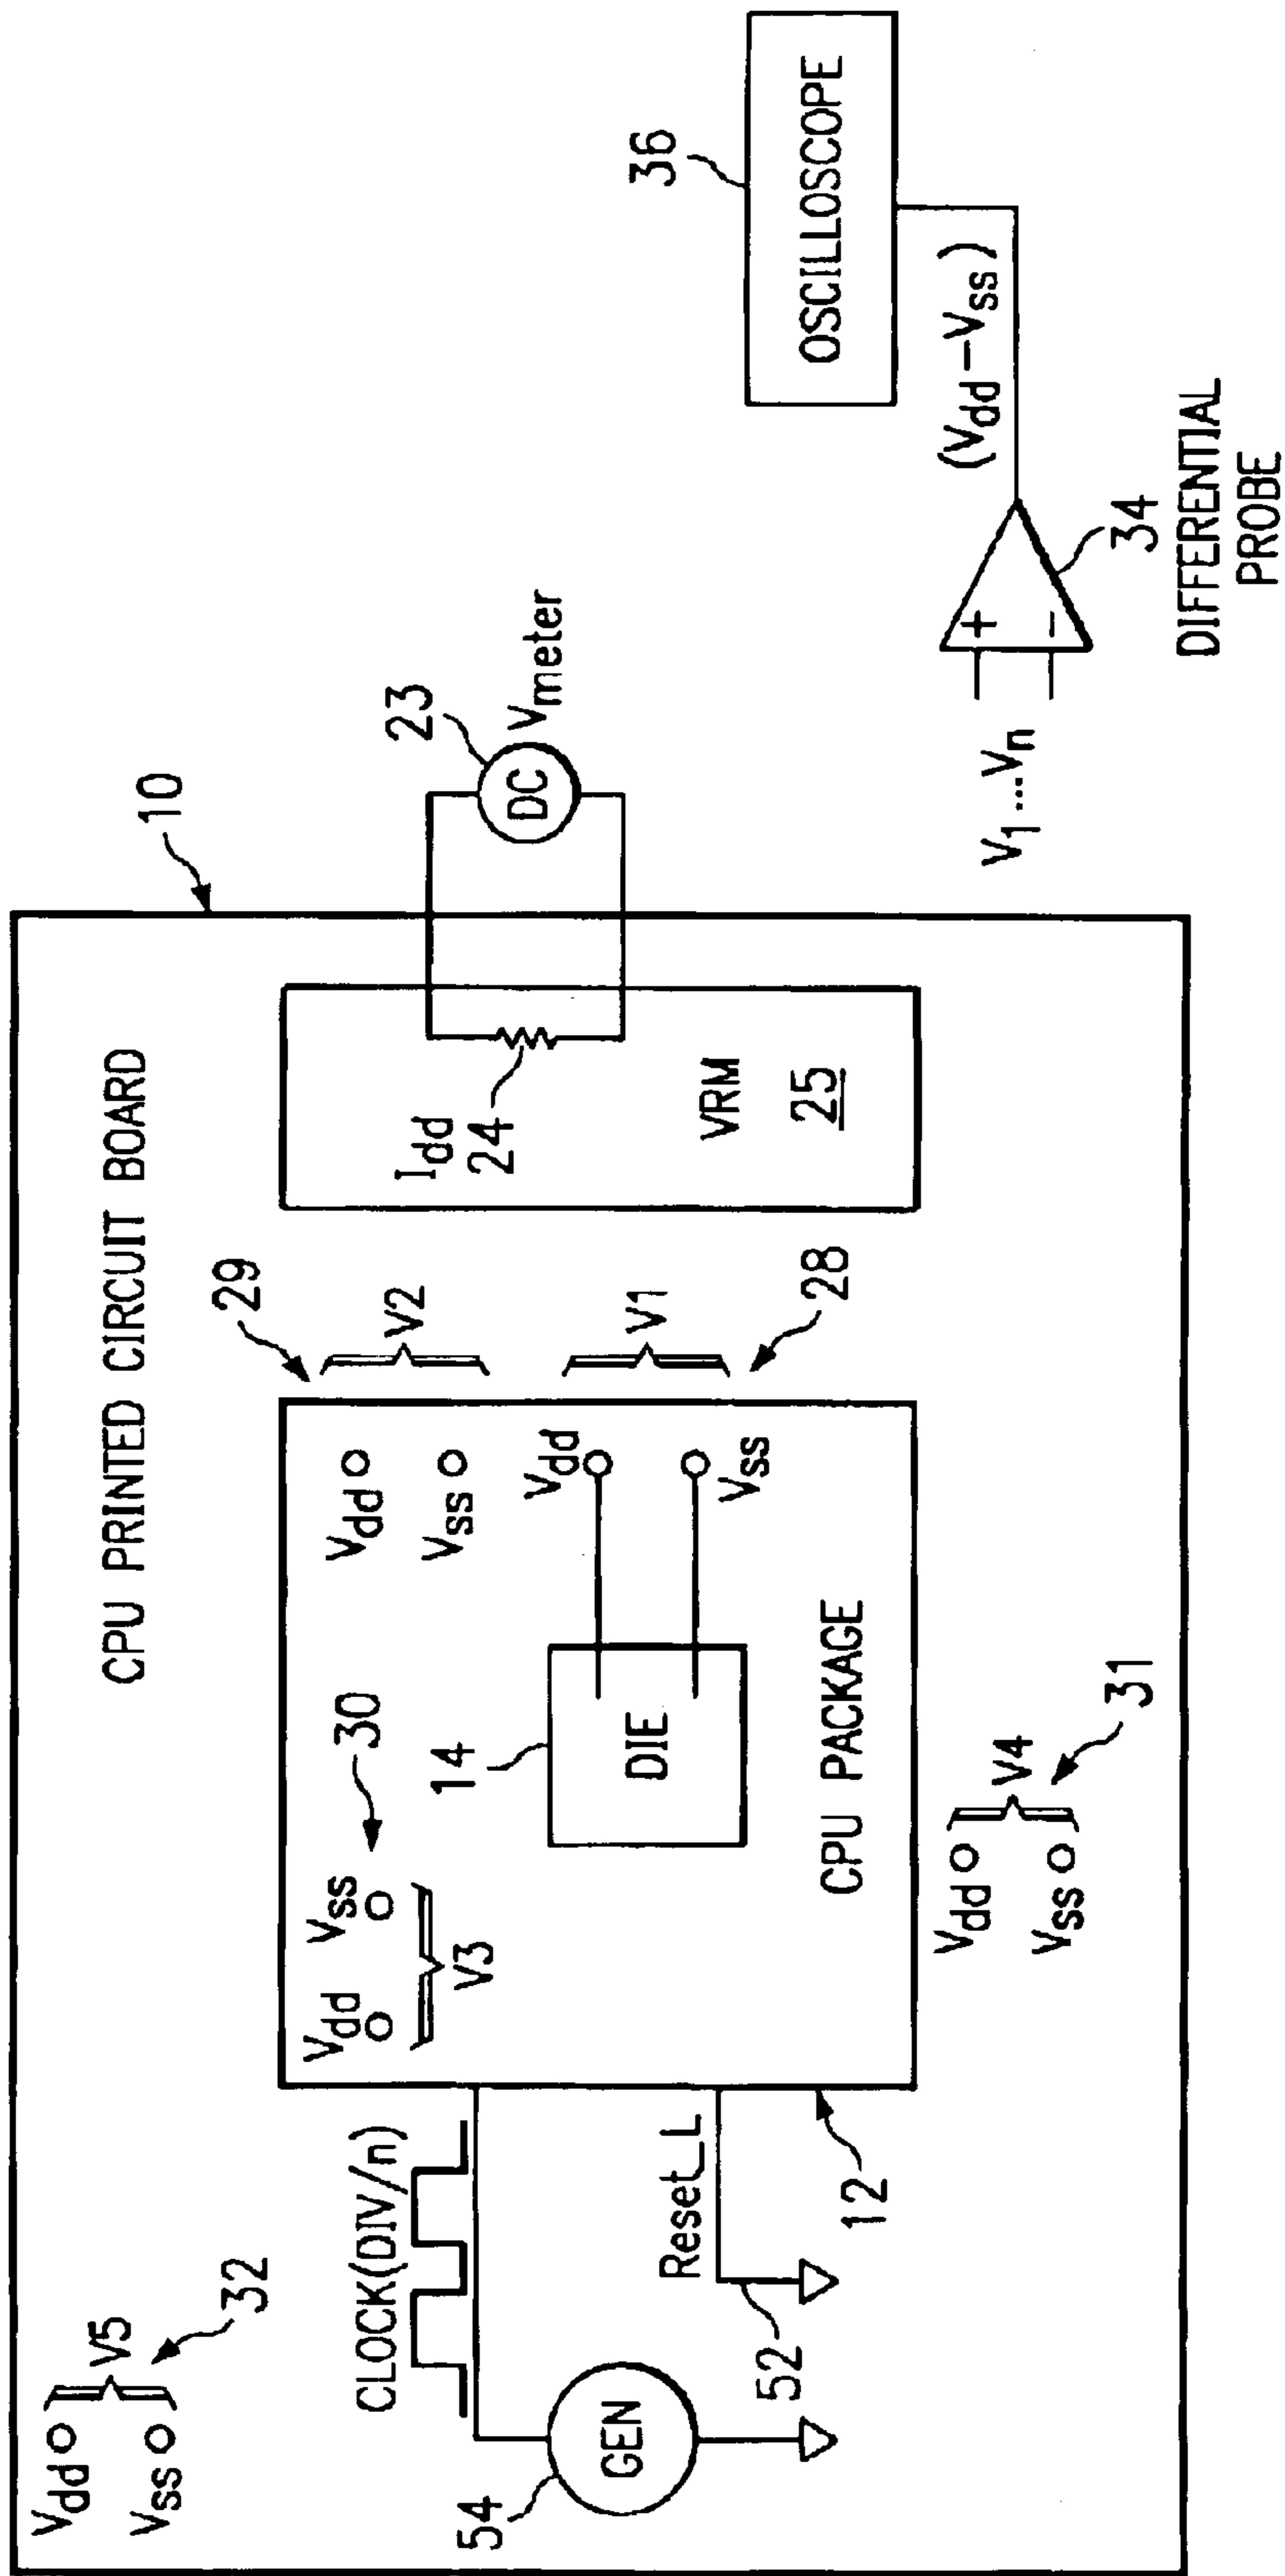 CPU PRINTED CIRCUIT BOARD
10
Vdd
Vss
V5
32
CLOCK(DIV/n)
54
GEN
Reset_L
52
12
Vdd
Vss
V3
30
14
DIE
CPU PACKAGE
Vdd
Vss
V2
29
Vdd
Vss
V1
28
Vdd
Vss
V4
31
Idd
24
VRM
25
23
DC
Vmeter
V1...Vn
+
-
34
DIFFERENTIAL
PROBE
(Vdd-Vss)
36
OSCILLOSCOPE